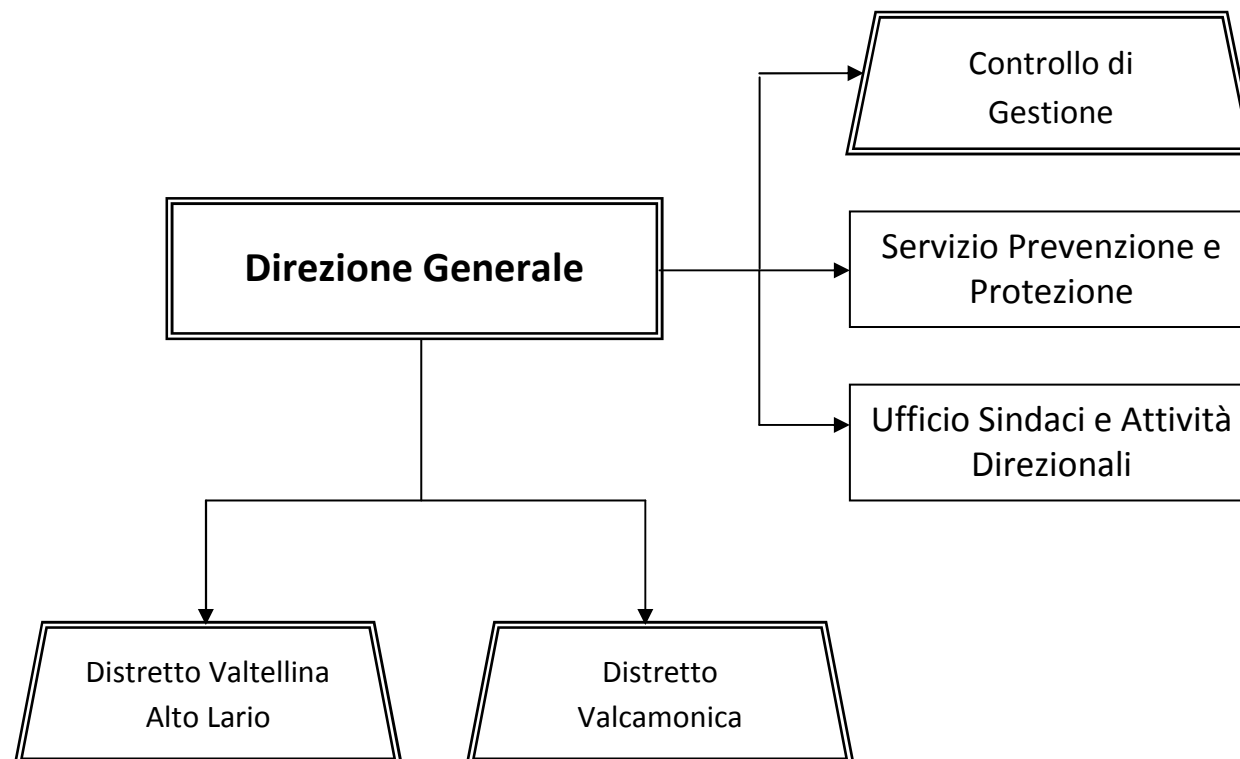 Controllo di
Gestione
Direzione Generale
Servizio Prevenzione e
Protezione
Ufficio Sindaci e Attività
Direzionali
Distretto Valtellina
Alto Lario
Distretto
Valcamonica